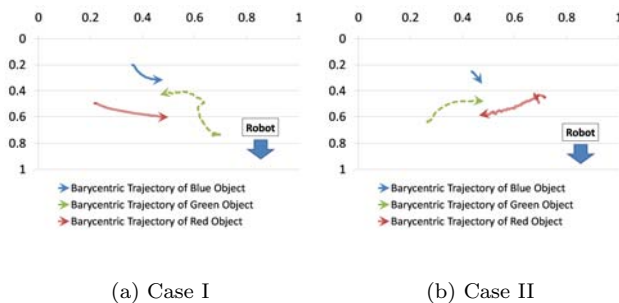 0 0.2 0.4 0.6 0.8 1
0
0.2
0.4
0.6
0.8
1
Robot
Barycentric Trajectory of Blue Object
Barycentric Trajectory of Green Object
Barycentric Trajectory of Red Object
(a) Case I
0 0.2 0.4 0.6 0.8 1
0
0.2
0.4
0.6
0.8
1
Robot
Barycentric Trajectory of Blue Object
Barycentric Trajectory of Green Object
Barycentric Trajectory of Red Object
(b) Case II